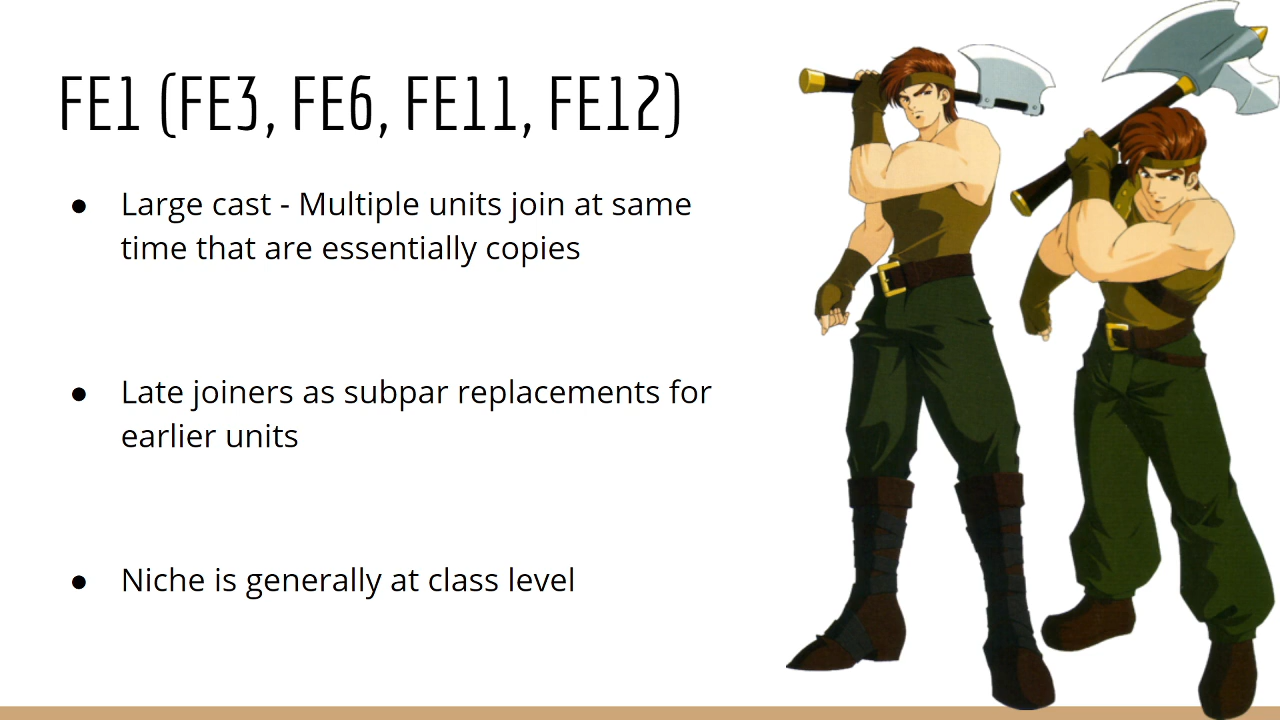 FE1 (FE3, FE6, FE11, FE12)
● Large cast - Multiple units join at same
time that are essentially copies
● Late joiners as subpar replacements for
earlier units
● Niche is generally at class level